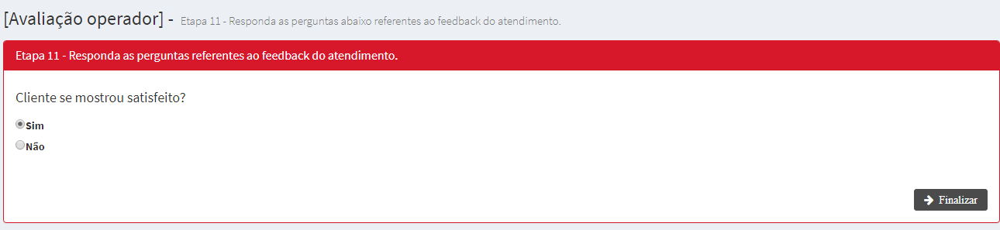 [Avaliação operador] - Etapa 11 - Responda as perguntas abaixo referentes ao feedback do atendimento.
Etapa 11 - Responda as perguntas referentes ao feedback do atendimento.
Cliente se mostrou satisfeito?
Sim
Não
Finalizar